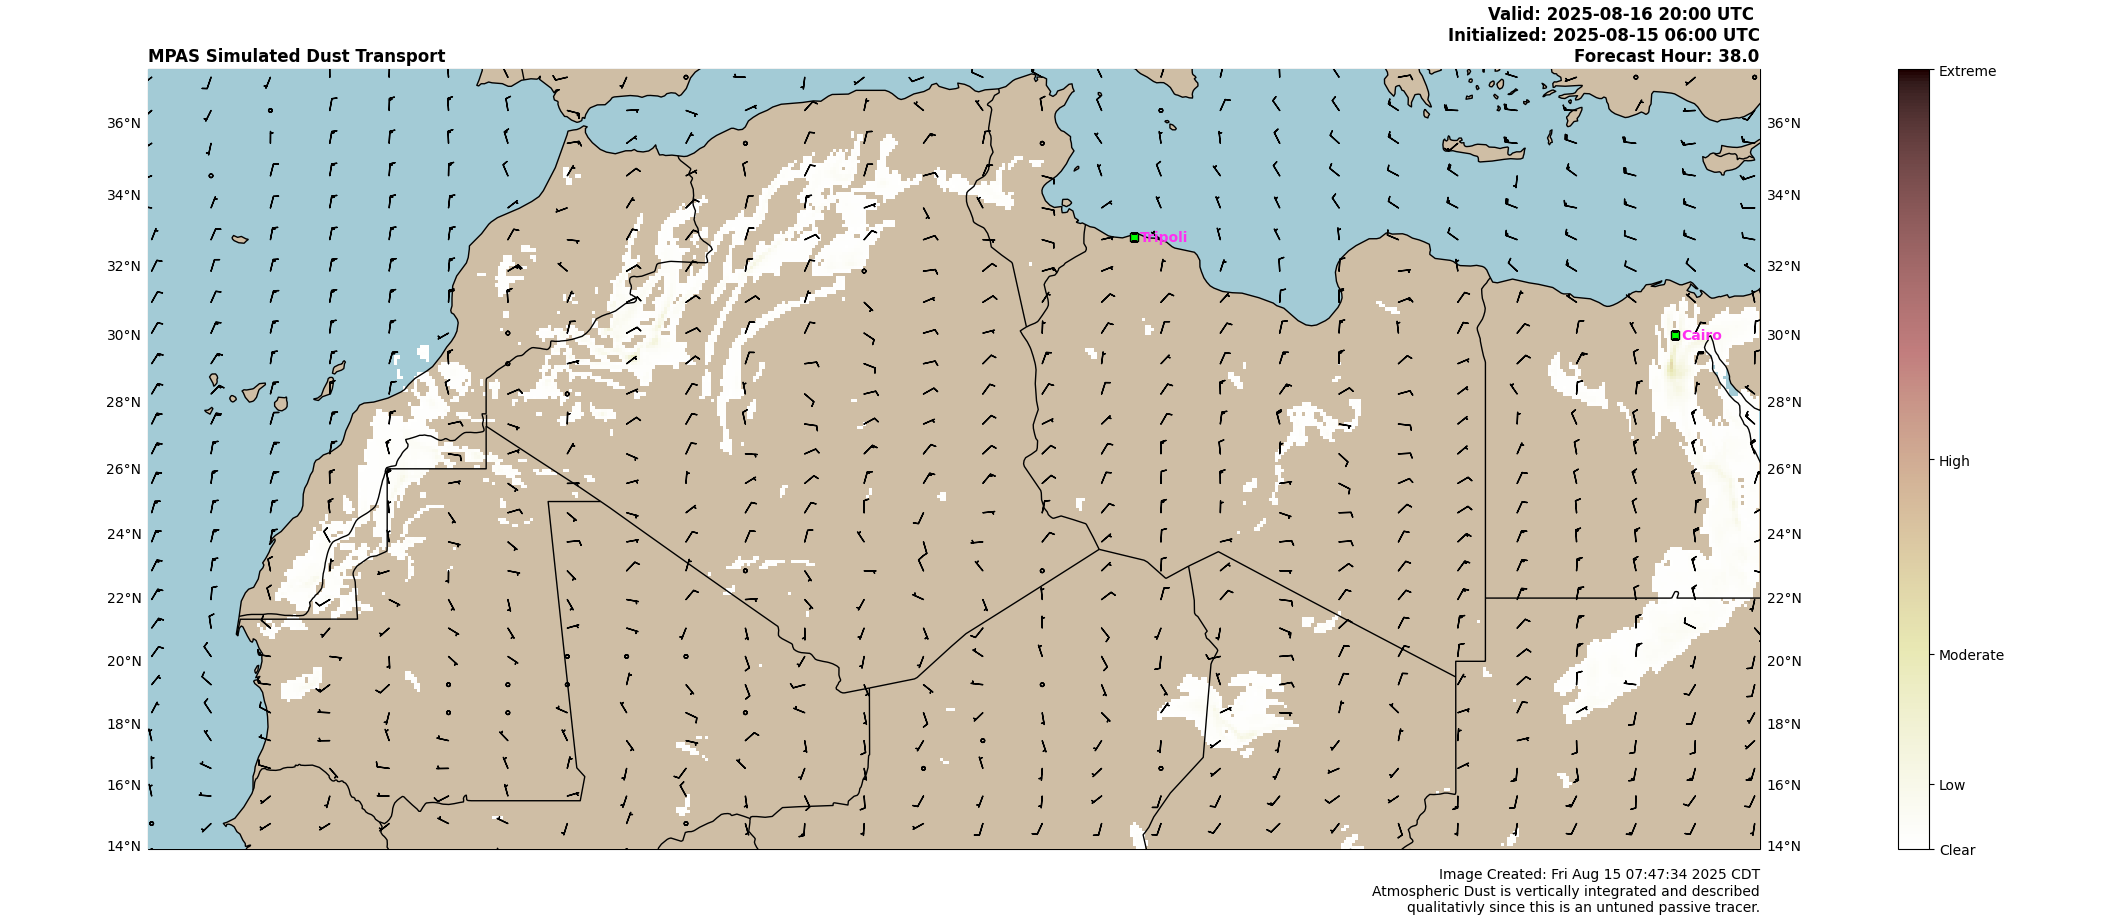 Valid: 2025-08-16 20:00 UTC
Initialized: 2025-08-15 06:00 UTC
MPAS Simulated Dust Transport
Forecast Hour: 38.0
36°N
34°N
32°N
30°N
28°N
26°N
24°N
22°N
20°N
18°N
16°N
14°N
Tripoli
Cairo
36°N
34°N
32°N
30°N
28°N
26°N
24°N
22°N
20°N
18°N
16°N
14°N
Extreme
High
Moderate
Low
Clear
Image Created: Fri Aug 15 07:47:34 2025 CDT
Atmospheric Dust is vertically integrated and described
qualitativly since this is an untuned passive tracer.